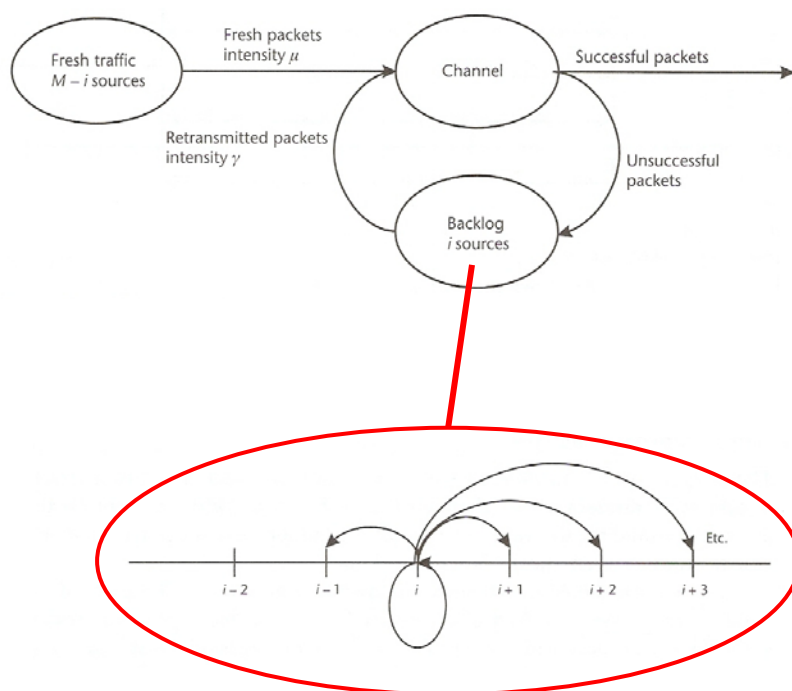 Fresh traffic
M – i sources
Fresh packets
intensity μ
Channel
Successful packets
Retransmitted packets
intensity γ
Unsuccessful
packets
Backlog
i sources
Etc.
i – 2
i – 1
i
i + 1
i + 2
i + 3